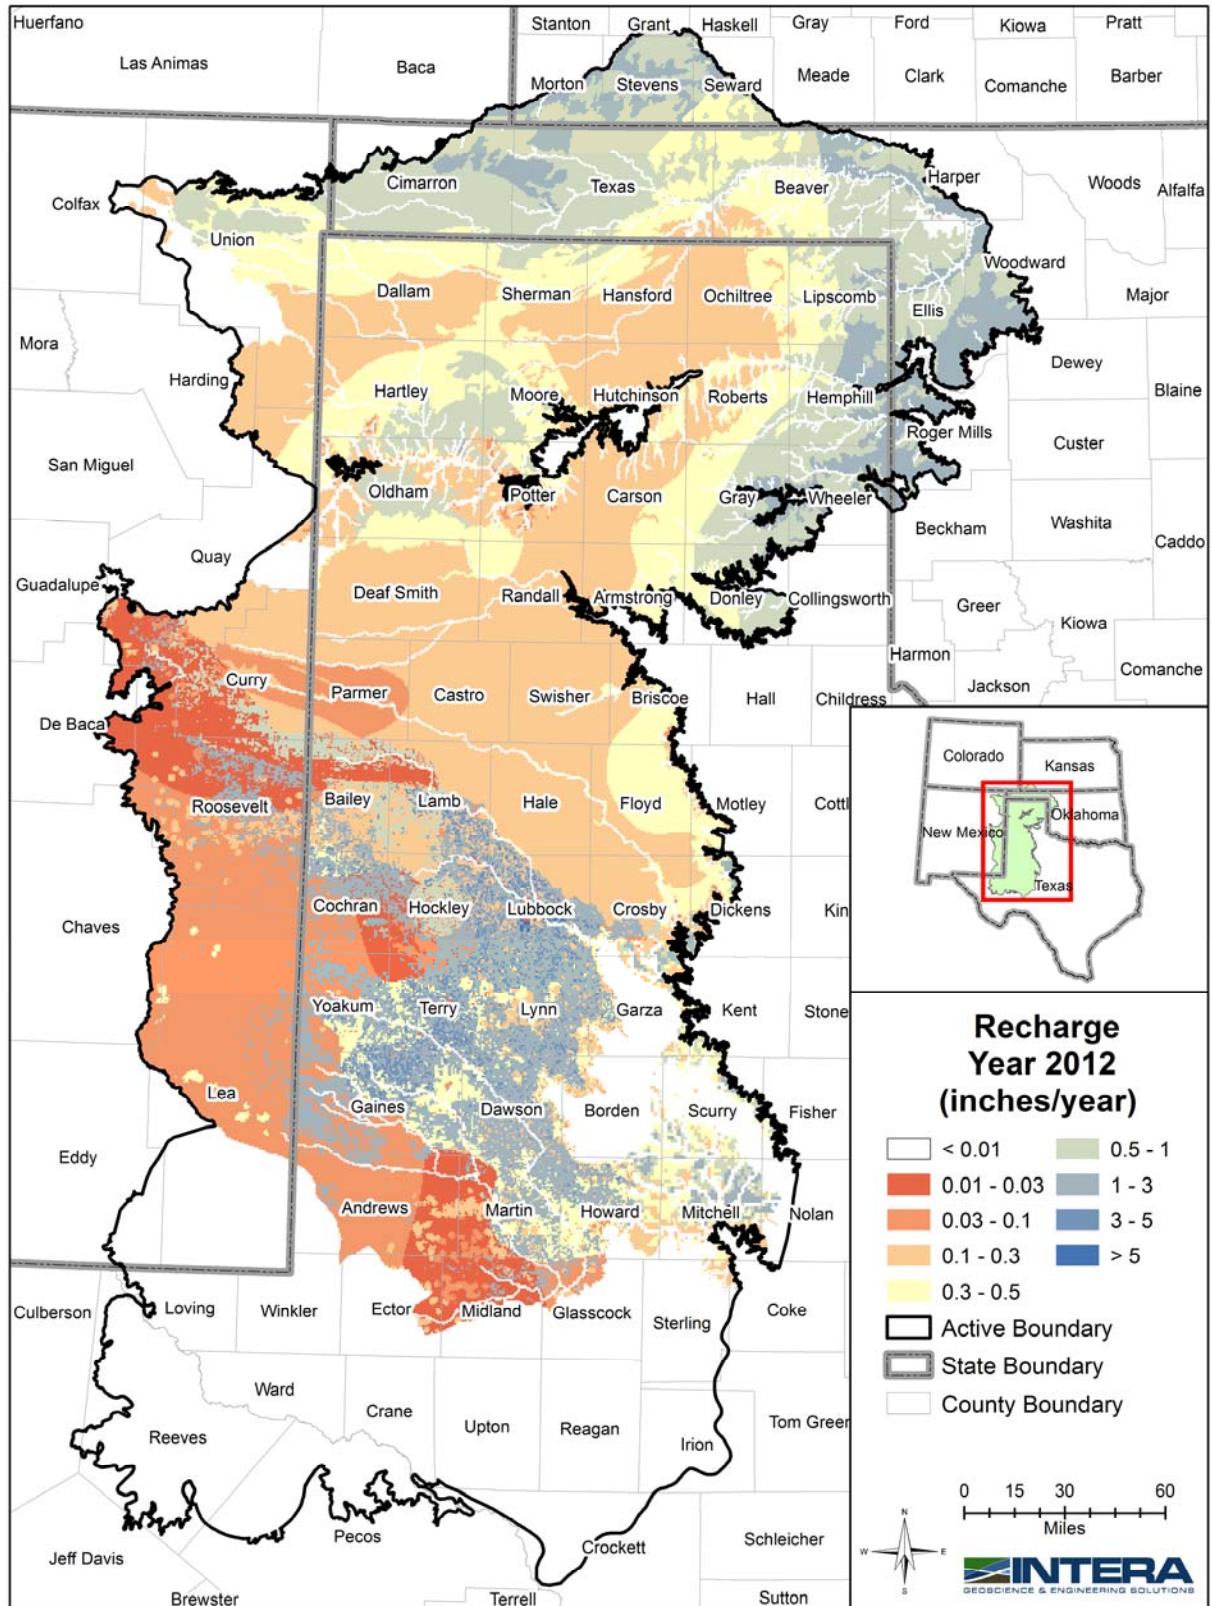 Huerfano
Stanton
Grant
Haskell
Gray
Ford
Kiowa
Pratt
Las Animas
Baca
Morton
Stevens
Seward
Meade
Clark
Comanche
Barber
Colfax
Union
Cimarron
Texas
Beaver
Harper
Woods
Alfalfa
Woodward
Dallam
Sherman
Hansford
Ochiltree
Lipscomb
Ellis
Major
Mora
Harding
Hartley
Moore
Hutchinson
Roberts
Hemphill
Dewey
Blaine
Roger Mills
Custer
San Miguel
Oldham
Potter
Carson
Gray
Wheeler
Beckham
Washita
Caddo
Quay
Guadalupe
Deaf Smith
Randall
Armstrong
Donley
Collingsworth
Greer
Kiowa
Harmon
Jackson
Comanche
Curry
Parmer
Castro
Swisher
Briscoe
Hall
Childress
De Baca
Roosevelt
Bailey
Lamb
Hale
Floyd
Motley
Cottl
Chaves
Cochran
Hockley
Lubbock
Crosby
Dickens
Kin
Yoakum
Terry
Lynn
Garza
Kent
Stone
Lea
Gaines
Dawson
Borden
Scurry
Fisher
Eddy
Andrews
Martin
Howard
Mitchell
Nolan
Culberson
Loving
Winkler
Ector
Midland
Glasscock
Sterling
Coke
Ward
Crane
Upton
Reagan
Irion
Tom Green
Reeves
Pecos
Crockett
Schleicher
Jeff Davis
Brewster
Terrell
Sutton
Colorado
Kansas
New Mexico
Oklahoma
Texas
Recharge
Year 2012
(inches/year)
< 0.01
0.01 - 0.03
0.03 - 0.1
0.1 - 0.3
0.3 - 0.5
0.5 - 1
1 - 3
3 - 5
> 5
Active Boundary
State Boundary
County Boundary
0 15 30 60
Miles
N
W E
S
INTERA
GEOSCIENCE & ENGINEERING SOLUTIONS